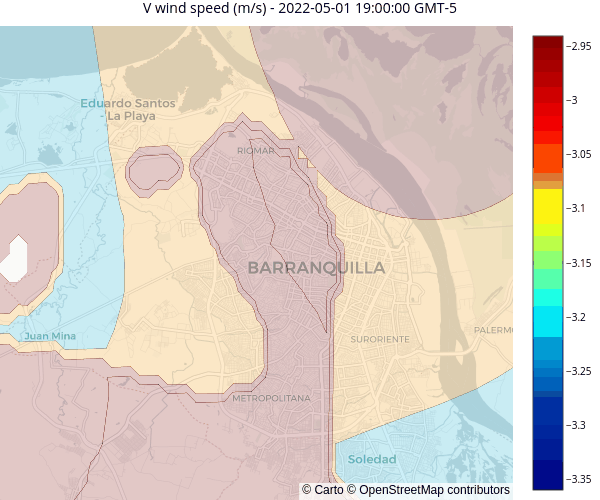 V wind speed (m/s) - 2022-05-01 19:00:00 GMT-5
Eduardo Santos
- La Playa
RIOMAR
BARRANQUILLA
Juan Mina
SURORIENTE
PALERMO
METROPOLITANA
Soledad
© Carto © OpenStreetMap contributors
−2.95
−3
−3.05
−3.1
−3.15
−3.2
−3.25
−3.3
−3.35